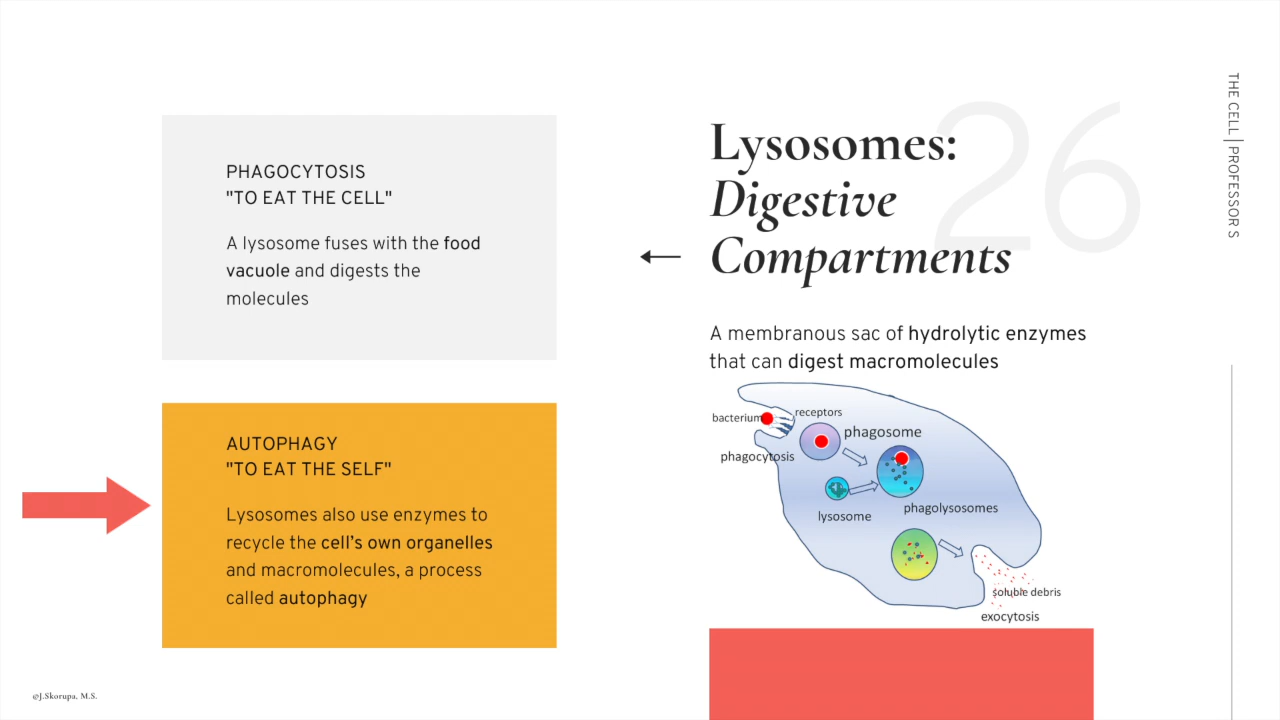 THE CELL | PROFESSOR S
26
Lysosomes:
Digestive
Compartments
A membranous sac of hydrolytic enzymes
that can digest macromolecules
PHAGOCYTOSIS
"TO EAT THE CELL"
A lysosome fuses with the food
vacuole and digests the
molecules
AUTOPHAGY
"TO EAT THE SELF"
Lysosomes also use enzymes to
recycle the cell’s own organelles
and macromolecules, a process
called autophagy
bacterium
receptors
phagosome
phagocytosis
lysosome
phagolysosomes
soluble debris
exocytosis
@J.Skorupa, M.S.